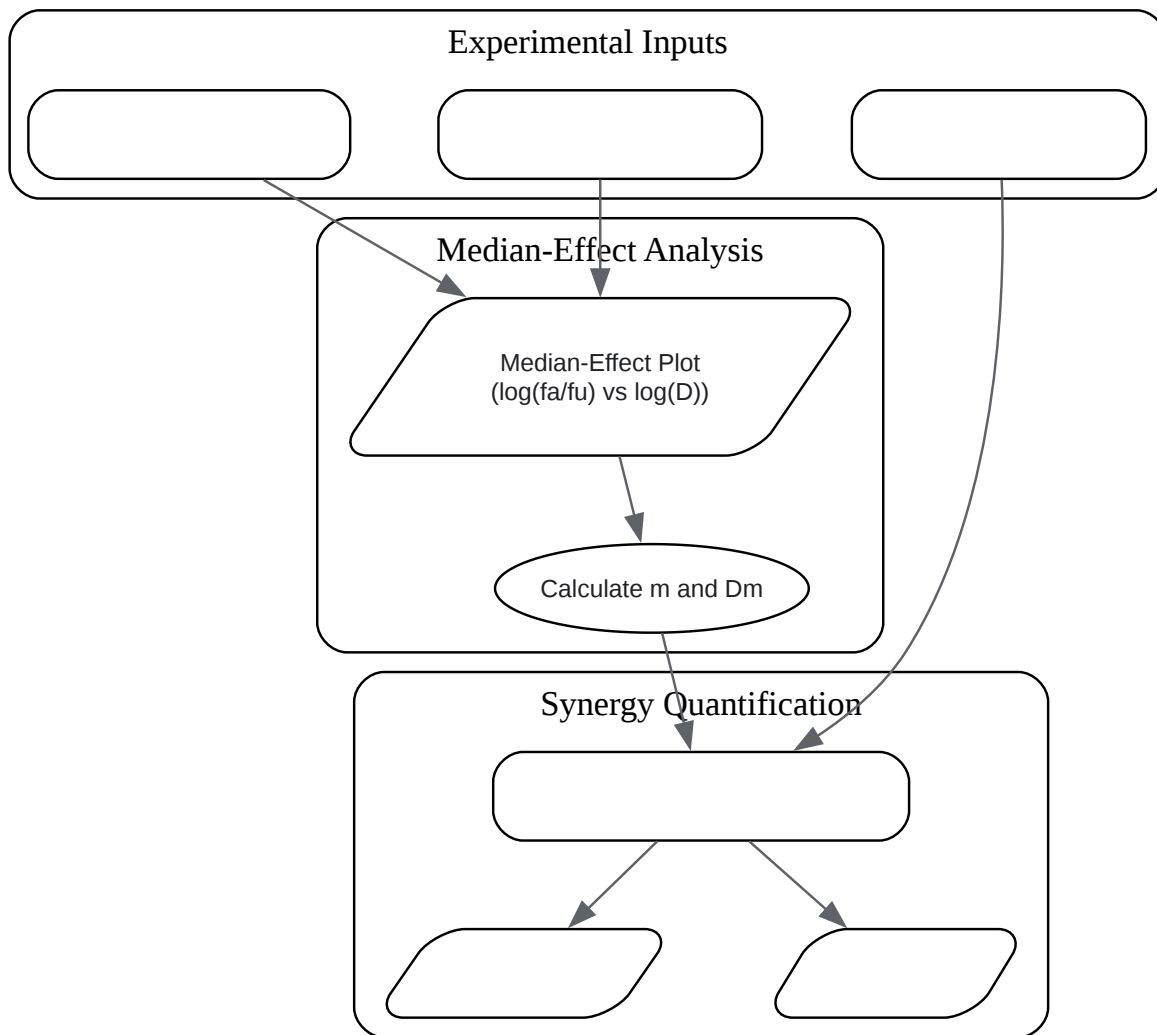 Experimental Inputs
Median-Effect Analysis
Median-Effect Plot
(log(fa/fu) vs log(D))
Calculate m and Dm
Synergy Quantification